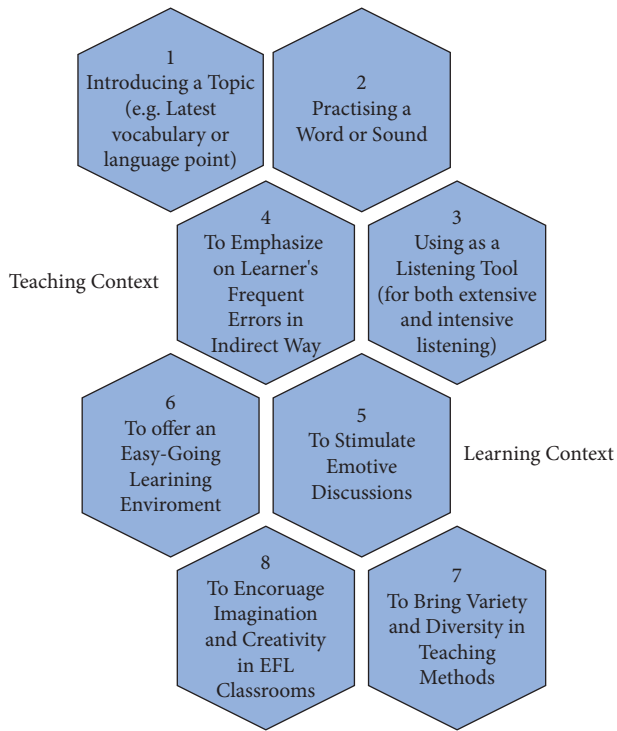 1
Introducing a Topic
(e.g. Latest
vocabulary or
language point)
2
Practising a
Word or Sound
Teaching Context
4
To Emphasize
on Learner's
Frequent
Errors in
Indirect Way
3
Using as a
Listening Tool
(for both extensive
and intensive
listening)
6
To offer an
Easy-Going
Learining
Enviroment
5
To Stimulate
Emotive
Discussions
Learning Context
8
To Encoruage
Imagination
and Creativity
in EFL
Classrooms
7
To Bring Variety
and Diversity in
Teaching
Methods